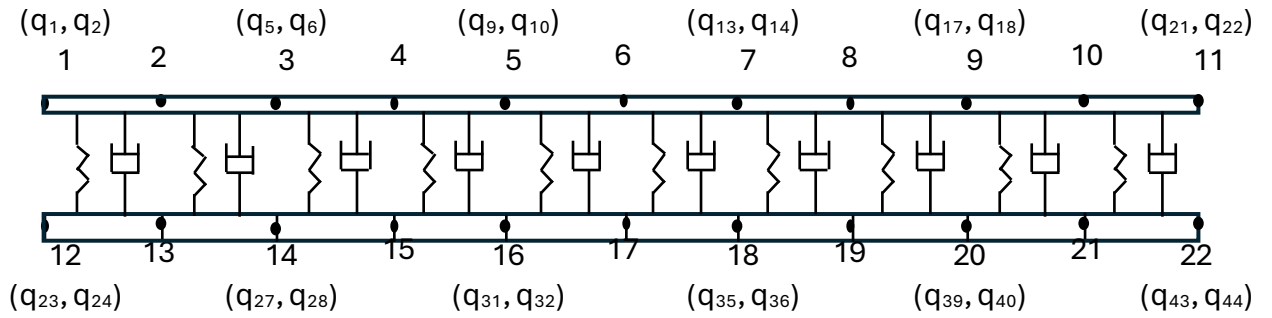 (q₁, q₂) (q₅, q₆) (q₉, q₁₀) (q₁₃, q₁₄) (q₁₇, q₁₈) (q₂₁, q₂₂)
1 2 3 4 5 6 7 8 9 10 11
12 13 14 15 16 17 18 19 20 21 22
(q₂₃, q₂₄) (q₂₇, q₂₈) (q₃₁, q₃₂) (q₃₅, q₃₆) (q₃₉, q₄₀) (q₄₃, q₄₄)